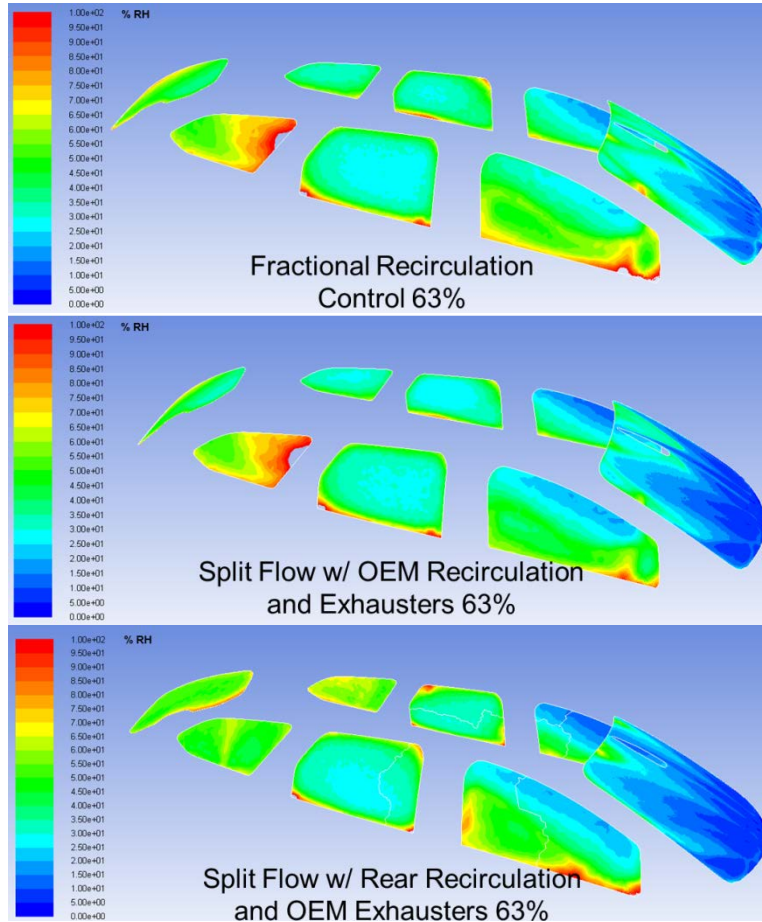 1.00e+02
% RH
9.50e+01
9.00e+01
8.50e+01
8.00e+01
7.50e+01
7.00e+01
6.50e+01
6.00e+01
5.50e+01
5.00e+01
4.50e+01
4.00e+01
3.50e+01
3.00e+01
2.50e+01
2.00e+01
1.50e+01
1.00e+01
5.00e+00
0.00e+00
Fractional Recirculation
Control 63%
1.00e+02
% RH
9.50e+01
9.00e+01
8.50e+01
8.00e+01
7.50e+01
7.00e+01
6.50e+01
6.00e+01
5.50e+01
5.00e+01
4.50e+01
4.00e+01
3.50e+01
3.00e+01
2.50e+01
2.00e+01
1.50e+01
1.00e+01
5.00e+00
0.00e+00
Split Flow w/ OEM Recirculation
and Exhausters 63%
1.00e+02
% RH
9.50e+01
9.00e+01
8.50e+01
8.00e+01
7.50e+01
7.00e+01
6.50e+01
6.00e+01
5.50e+01
5.00e+01
4.50e+01
4.00e+01
3.50e+01
3.00e+01
2.50e+01
2.00e+01
1.50e+01
1.00e+01
5.00e+00
0.00e+00
Split Flow w/ Rear Recirculation
and OEM Exhausters 63%